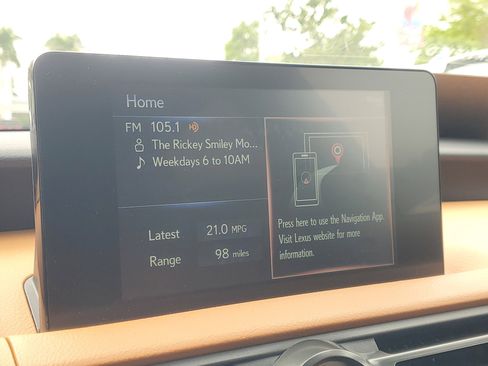 Home
FM 105.1
The Rickey Smiley Mo...
Weekdays 6 to 10AM
Latest 21.0 MPG
Range 98 miles
Press here to use the Navigation App.
Visit Lexus website for more
information.